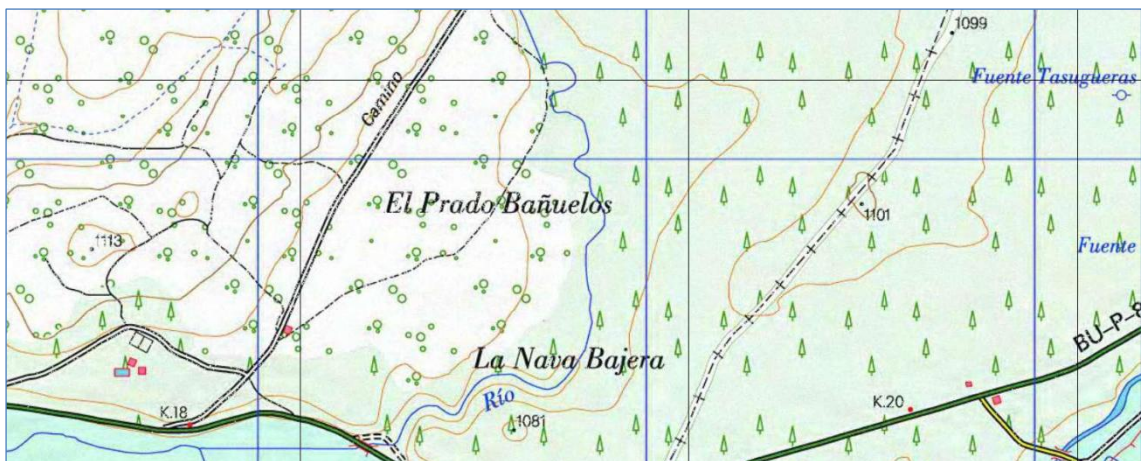 1099
Fuente Tasugueras
Camino
El Prado Bañuelos
1101
1113
Fuente
BU-P-8
La Nava Bajera
Río
K.18
K.20
1081